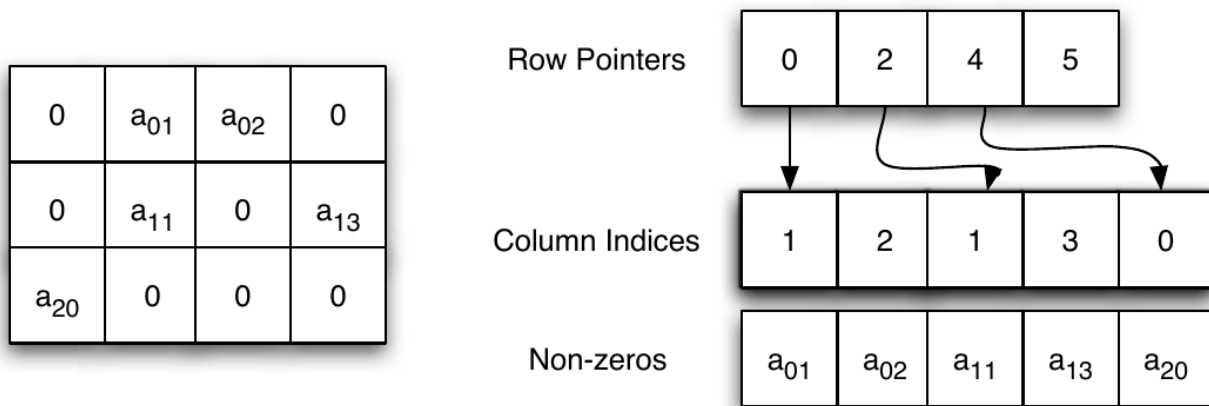 0 a01 a02 0
0 a11 0 a13
a20 0 0 0
Row Pointers 0 2 4 5
Column Indices 1 2 1 3 0
Non-zeros a01 a02 a11 a13 a20